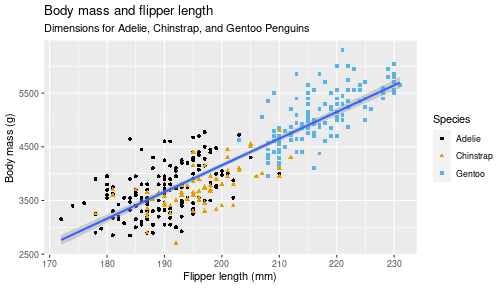 Body mass and flipper length
Dimensions for Adelie, Chinstrap, and Gentoo Penguins
Body mass (g)
5500
4500
3500
2500
170
180
190
200
210
220
230
Flipper length (mm)
Species
Adelie
Chinstrap
Gentoo